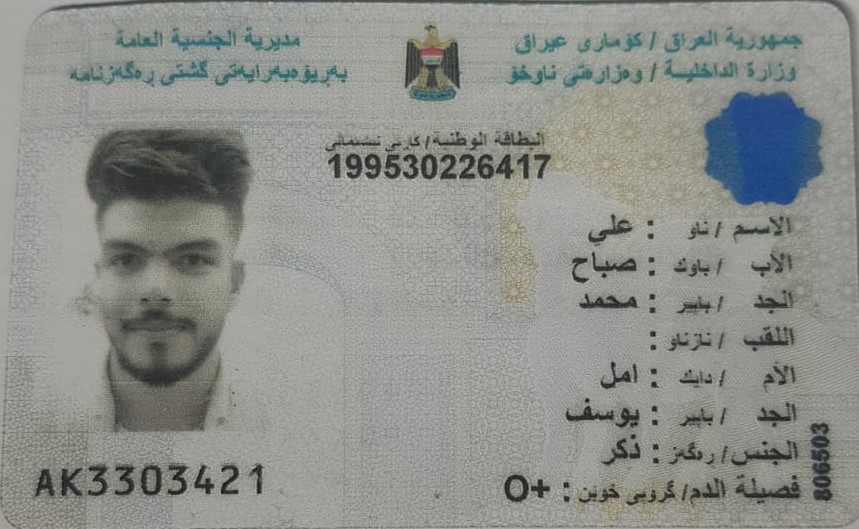 جمهورية العراق / كۆماری عیراق
وزارة الداخلية / وەزارەتی ناوخۆ
مديرية الجنسية العامة
بەڕێوەبەرایەتی گشتی ڕەگەزنامە
البطاقة الوطنية / كارتی نیشتمانی
199530226417
الاسم / ناو : علي
الأب / باوك : صباح
الجد / باپیر : محمد
اللقب / نازناو :
الأم / دایك : امل
الجد / باپیر : يوسف
الجنس / ڕەگەز : ذكر
فصيلة الدم / گروپی خوێن : O+
AK3303421
806503